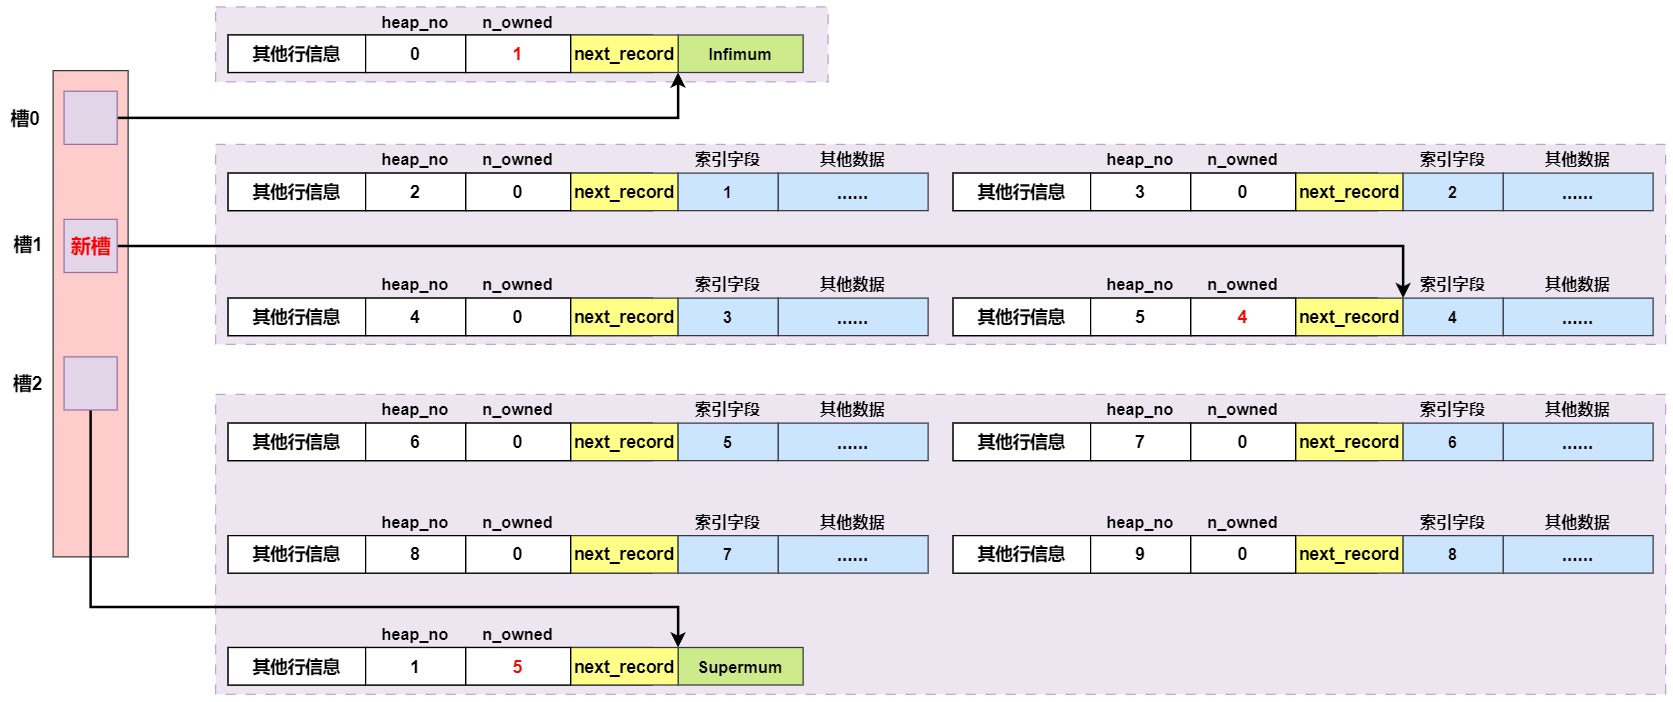 heap_no n_owned
其他行信息 0 1 next_record Infimum
槽0
heap_no n_owned 索引字段 其他数据 heap_no n_owned 索引字段 其他数据
其他行信息 2 0 next_record 1 ...... 其他行信息 3 0 next_record 2 ......
槽1 新槽
heap_no n_owned 索引字段 其他数据 heap_no n_owned 索引字段 其他数据
其他行信息 4 0 next_record 3 ...... 其他行信息 5 4 next_record 4 ......
槽2
heap_no n_owned 索引字段 其他数据 heap_no n_owned 索引字段 其他数据
其他行信息 6 0 next_record 5 ...... 其他行信息 7 0 next_record 6 ......
heap_no n_owned 索引字段 其他数据 heap_no n_owned 索引字段 其他数据
其他行信息 8 0 next_record 7 ...... 其他行信息 9 0 next_record 8 ......
heap_no n_owned
其他行信息 1 5 next_record Supermum